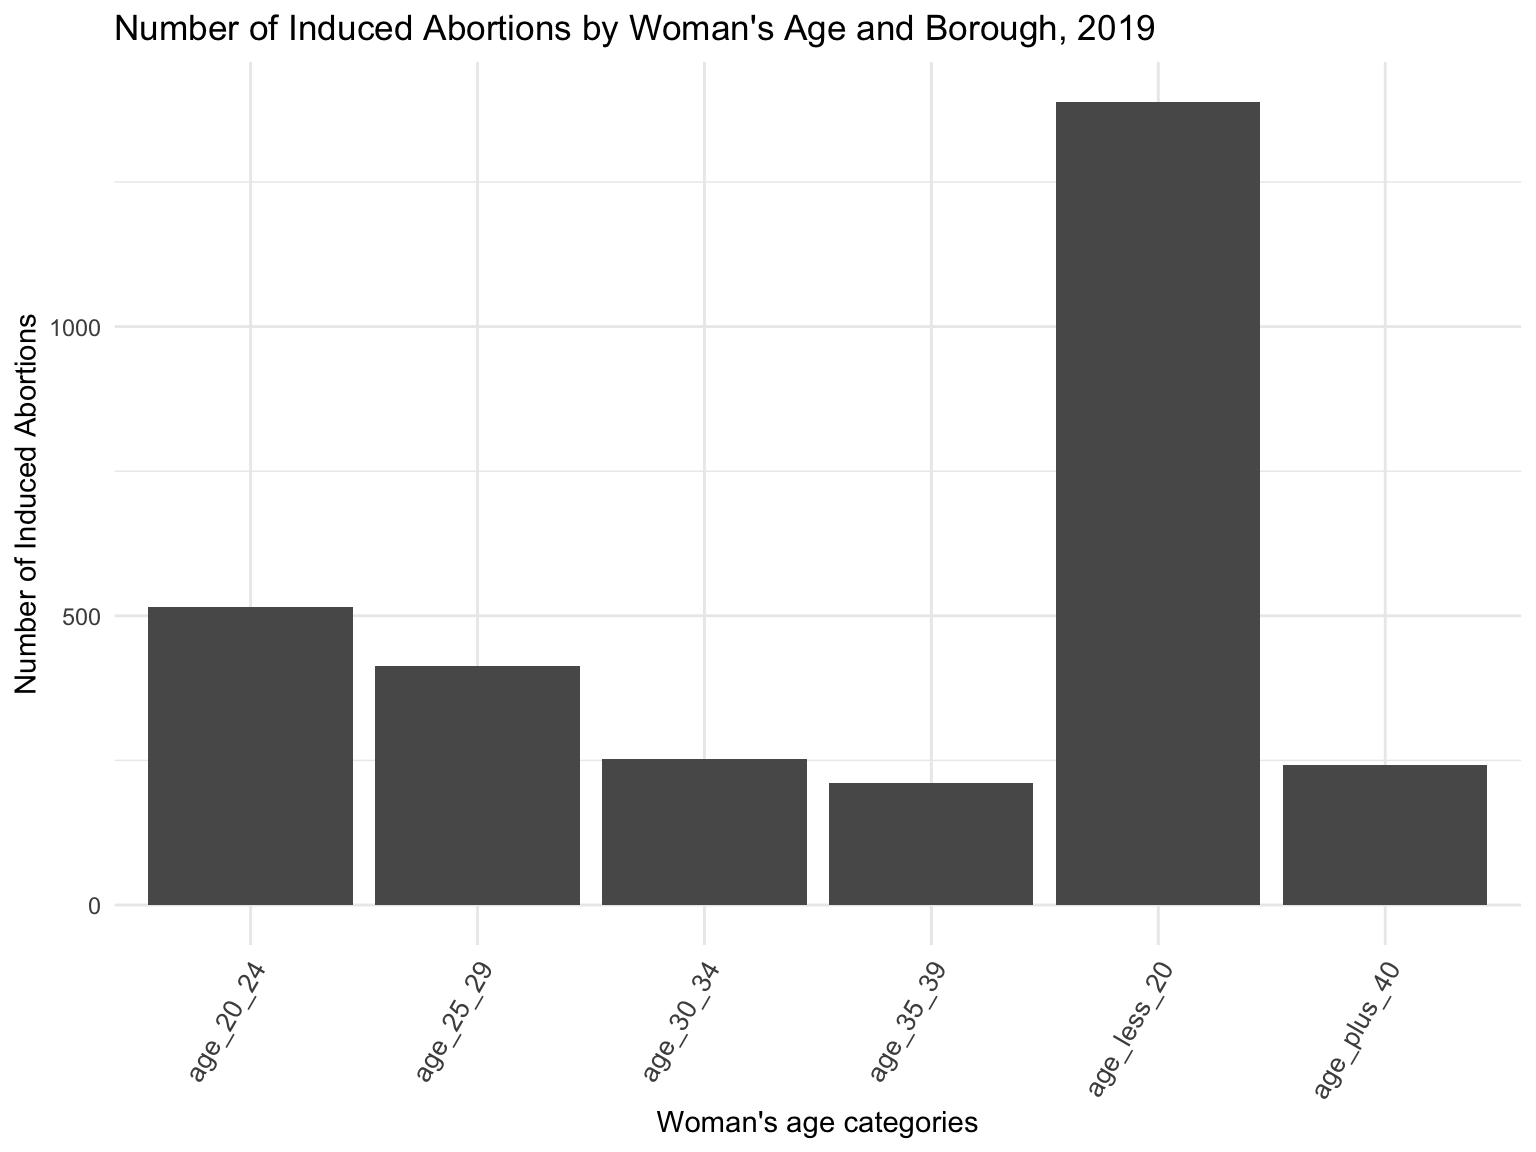 Number of Induced Abortions by Woman's Age and Borough, 2019
Number of Induced Abortions
1000
500
0
age_20_24
age_25_29
age_30_34
age_35_39
age_less_20
age_plus_40
Woman's age categories